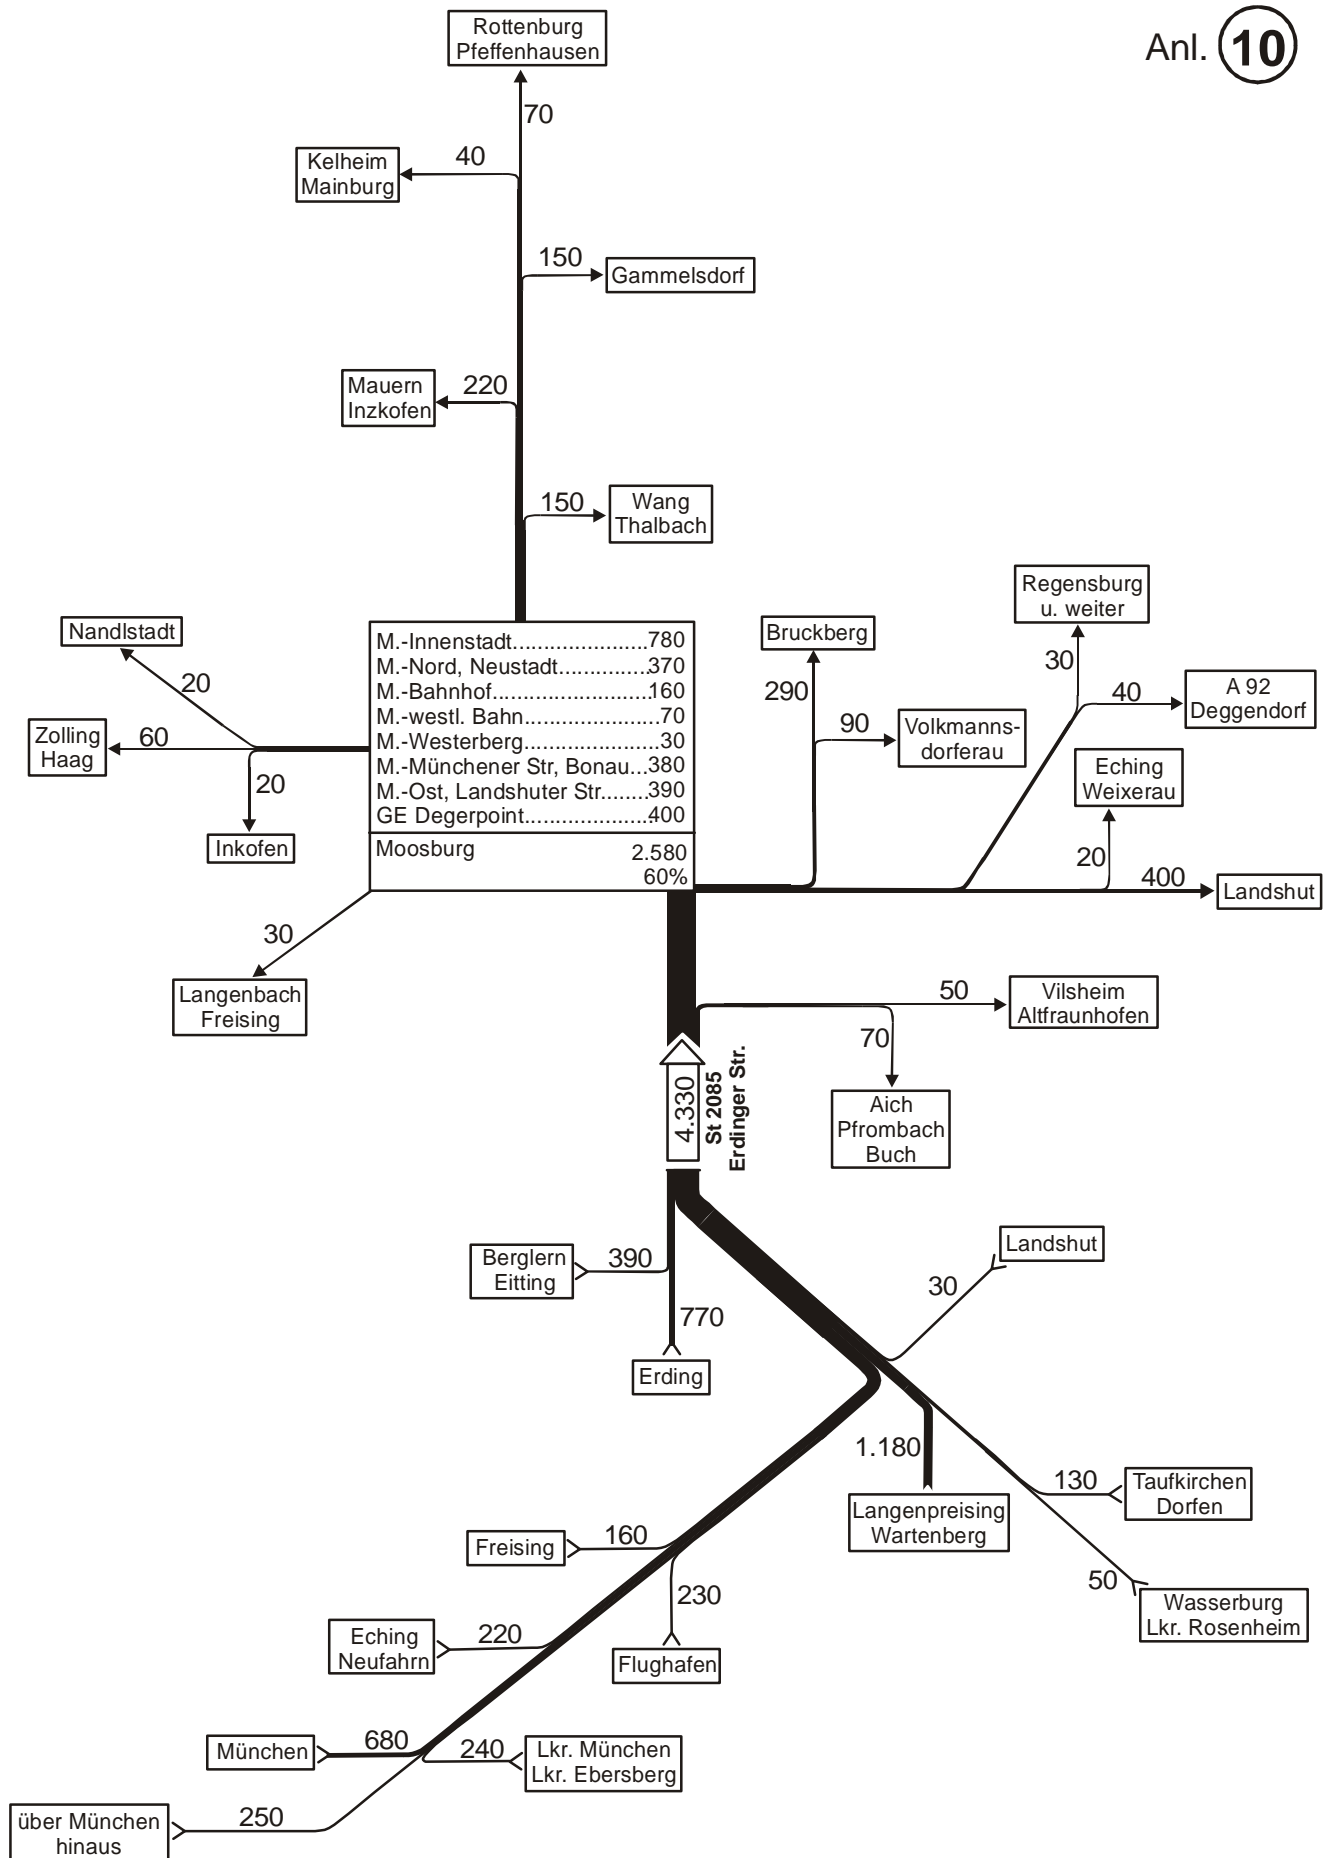 Anl. 10
Rottenburg
Pfeffenhausen
70
Kelheim
Mainburg
40
150
Gammelsdorf
Mauern
Inzkofen
220
150
Wang
Thalbach
Nandlstadt
20
Zolling
Haag
60
20
Inkofen
M.-Innenstadt.......................780
M.-Nord, Neustadt...............370
M.-Bahnhof..........................160
M.-westl. Bahn.......................70
M.-Westerberg.......................30
M.-Münchener Str, Bonau...380
M.-Ost, Landshuter Str........390
GE Degerpoint.....................400
Moosburg 2.580
60%
30
Langenbach
Freising
Bruckberg
290
90
Volkmanns-
dorferau
Regensburg
u. weiter
30
40
A 92
Deggendorf
Eching
Weixerau
20
400
Landshut
50
Vilsheim
Altfraunhofen
70
Aich
Pfrombach
Buch
4.330
St 2085
Erdinger Str.
Berglern
Eitting
390
770
Erding
Landshut
30
1.180
Langenpreising
Wartenberg
130
Taufkirchen
Dorfen
50
Wasserburg
Lkr. Rosenheim
Freising
160
230
Flughafen
Eching
Neufahrn
220
München
680
240
Lkr. München
Lkr. Ebersberg
über München
hinaus
250